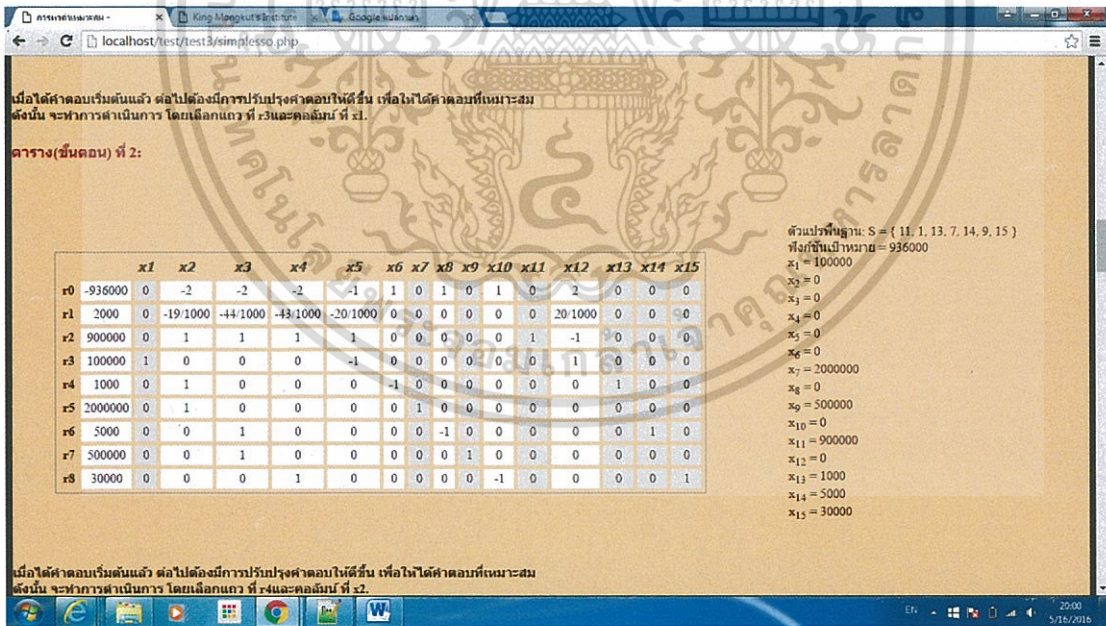 การหาค่าเหมาะสม - King Mongkut's Institute
localhost/test/test3/simplesso.php
เมื่อได้คำตอบเริ่มต้นแล้ว ต่อไปต้องมีการปรับปรุงคำตอบให้ดีขึ้น เพื่อให้ได้คำตอบที่เหมาะสม
ดังนั้น จะทำการดำเนินการ โดยเลือกแถว ที่ r3และคอลัมน์ ที่ x1.
ตาราง(ขั้นตอน) ที่ 2:
x1 x2 x3 x4 x5 x6 x7 x8 x9 x10 x11 x12 x13 x14 x15
r0 -936000 0 -2 -2 -2 -1 1 0 1 0 1 0 2 0 0 0
r1 2000 0 -19/1000 -44/1000 -43/1000 -20/1000 0 0 0 0 0 0 20/1000 0 0 0
r2 900000 0 1 1 1 1 0 0 0 0 0 1 -1 0 0 0
r3 100000 1 0 0 0 -1 0 0 0 0 0 0 1 0 0 0
r4 1000 0 1 0 0 0 -1 0 0 0 0 0 0 1 0 0
r5 2000000 0 1 0 0 0 0 1 0 0 0 0 0 0 0 0
r6 5000 0 0 1 0 0 0 0 -1 0 0 0 0 0 1 0
r7 500000 0 0 1 0 0 0 0 0 1 0 0 0 0 0 0
r8 30000 0 0 0 1 0 0 0 0 0 -1 0 0 0 0 1
ตัวแปรพื้นฐาน: S = { 11, 1, 13, 7, 14, 9, 15 }
ฟังก์ชันเป้าหมาย = 936000
x1 = 100000
x2 = 0
x3 = 0
x4 = 0
x5 = 0
x6 = 0
x7 = 2000000
x8 = 0
x9 = 500000
x10 = 0
x11 = 900000
x12 = 0
x13 = 1000
x14 = 5000
x15 = 30000
เมื่อได้คำตอบเริ่มต้นแล้ว ต่อไปต้องมีการปรับปรุงคำตอบให้ดีขึ้น เพื่อให้ได้คำตอบที่เหมาะสม
ดังนั้น จะทำการดำเนินการ โดยเลือกแถว ที่ r4และคอลัมน์ ที่ x2.
EN 20:00
5/16/2016